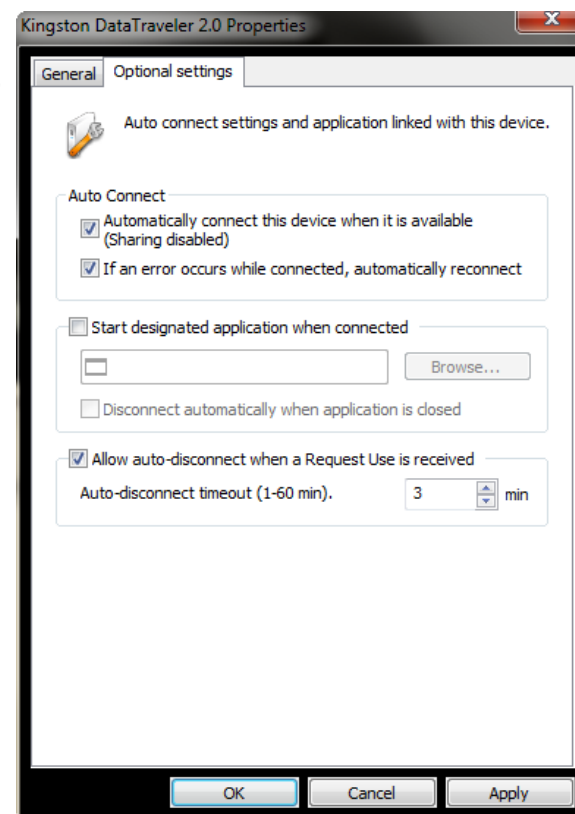 Kingston DataTraveler 2.0 Properties
General
Optional settings
Auto connect settings and application linked with this device.
Auto Connect
Automatically connect this device when it is available
(Sharing disabled)
If an error occurs while connected, automatically reconnect
Start designated application when connected
Browse...
Disconnect automatically when application is closed
Allow auto-disconnect when a Request Use is received
Auto-disconnect timeout (1-60 min).
3
min
OK
Cancel
Apply